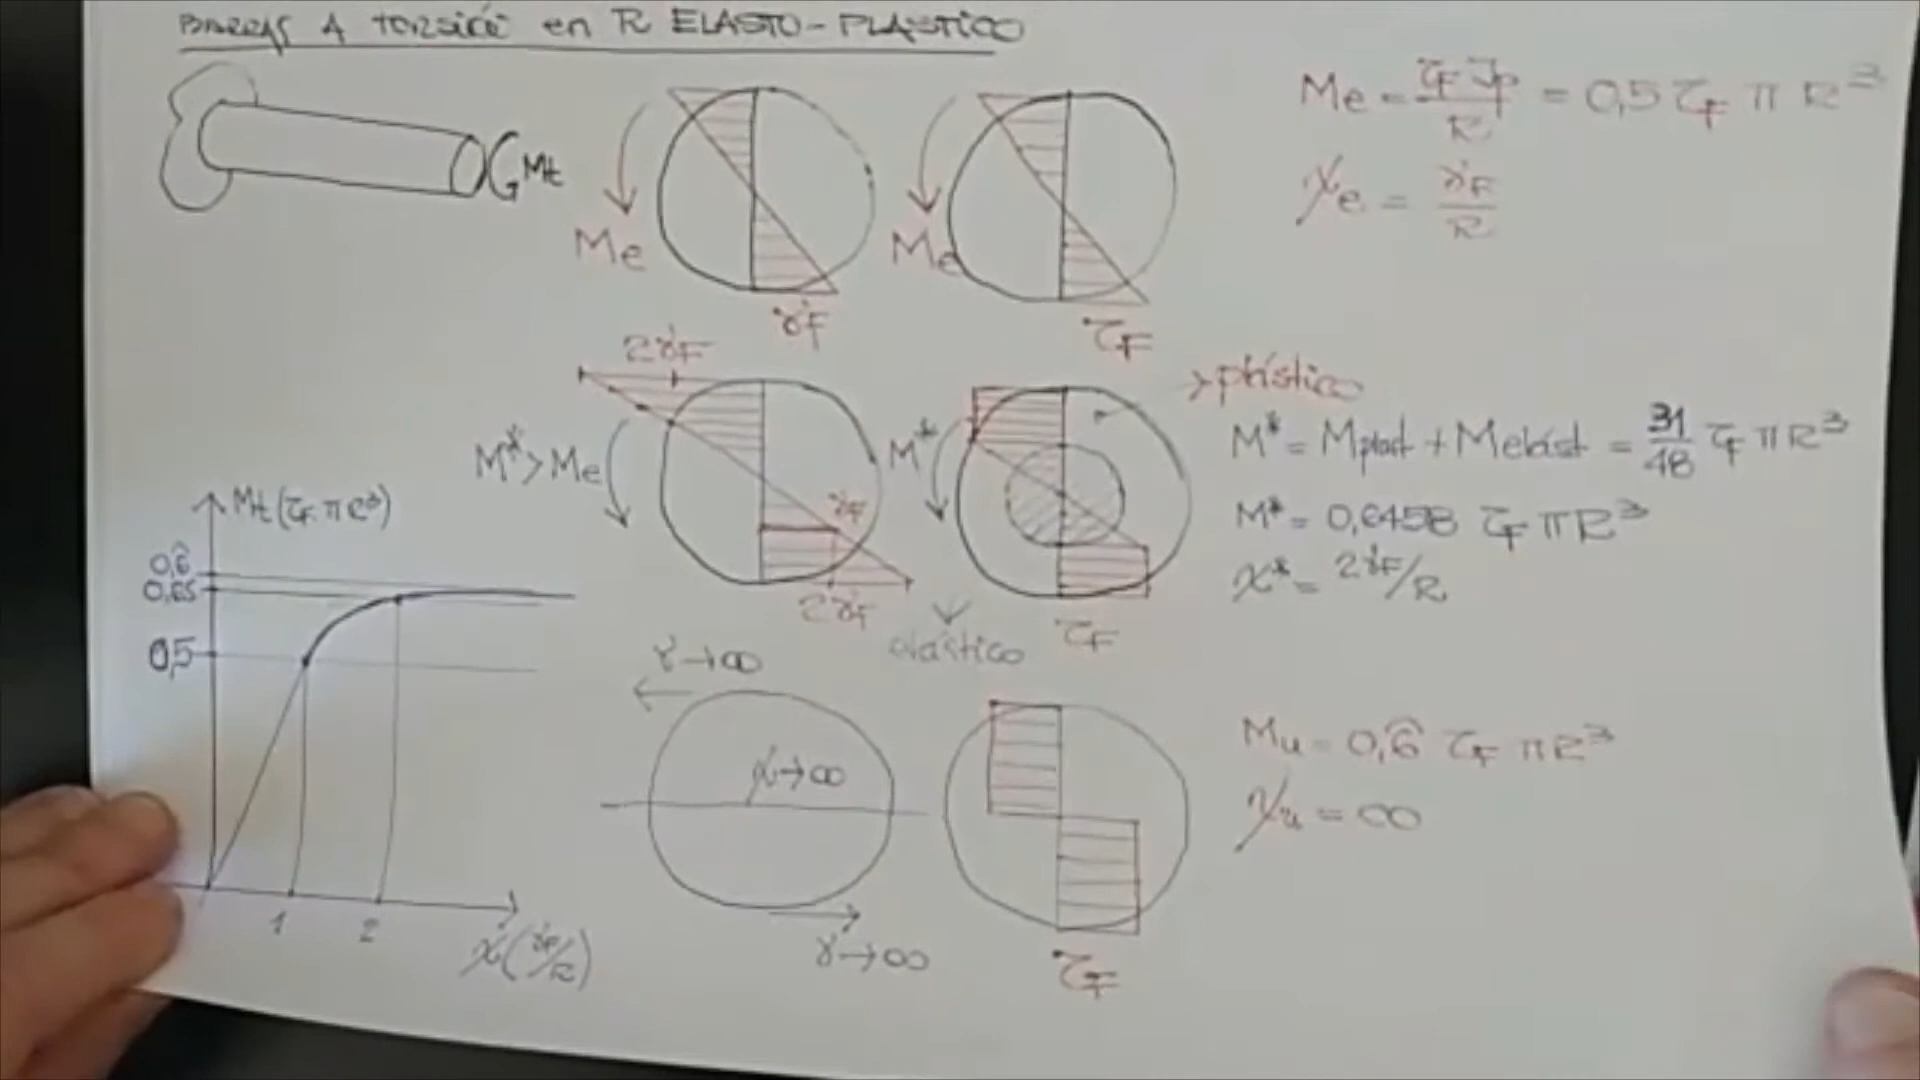 BARRAS A TORSIÓN en R ELASTO-PLASTICO
Mt
Me
γF
Me
τF
Me = τF Jp / R = 0,5 τF π R³
χe = γF / R
2γF
M* > Me
γF
2γF
elástico
M*
τF
> plástico
M* = Mplast + Melást = 31/48 τF π R³
M* = 0,6458 τF π R³
χ* = 2γF/R
Mt (τF π R³)
0,6̂
0,65
0,5
1
2
χ (γF/R)
γ→∞
χ→∞
γ→∞
τF
Mu = 0,6̂ τF π R³
χu = ∞